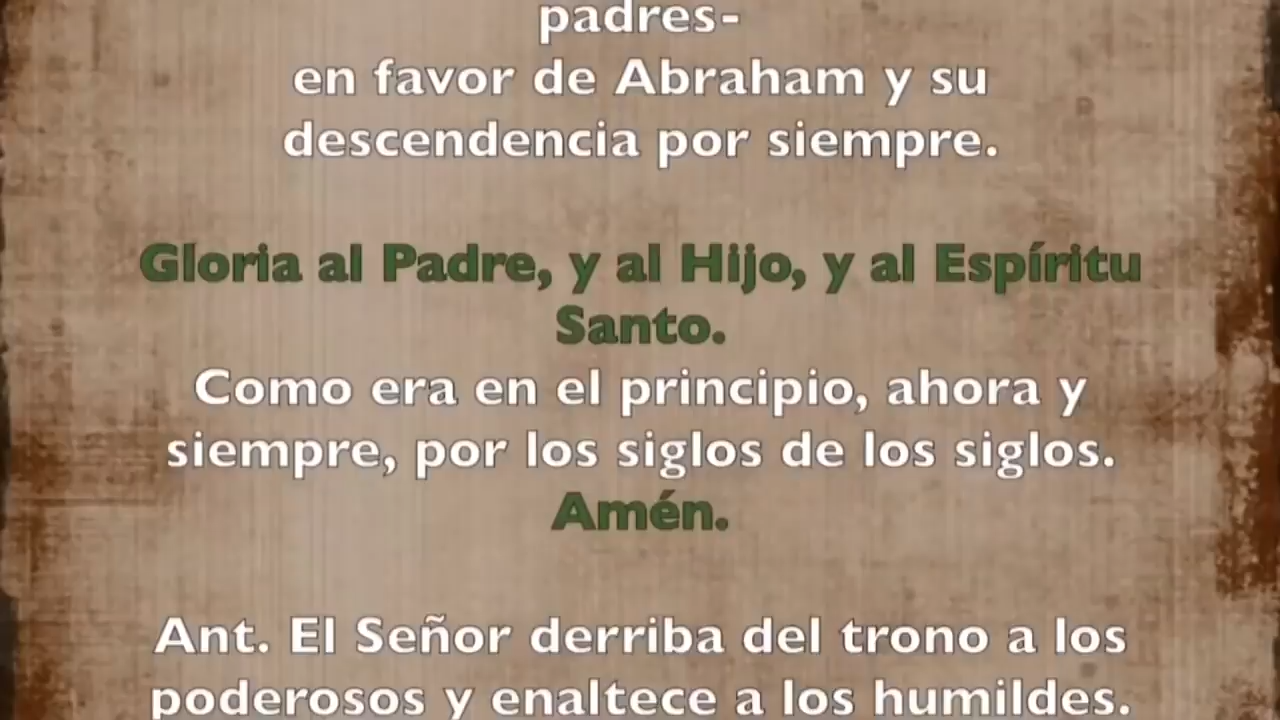 padres-
en favor de Abraham y su
descendencia por siempre.
Gloria al Padre, y al Hijo, y al Espíritu
Santo.
Como era en el principio, ahora y
siempre, por los siglos de los siglos.
Amén.
Ant. El Señor derriba del trono a los
poderosos y enaltece a los humildes.